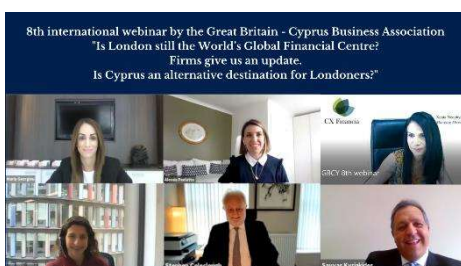 8th international webinar by the Great Britain - Cyprus Business Association
"Is London still the World's Global Financial Centre?
Firms give us an update.
Is Cyprus an alternative destination for Londoners?"
CX Financia
GBCY 8th webinar